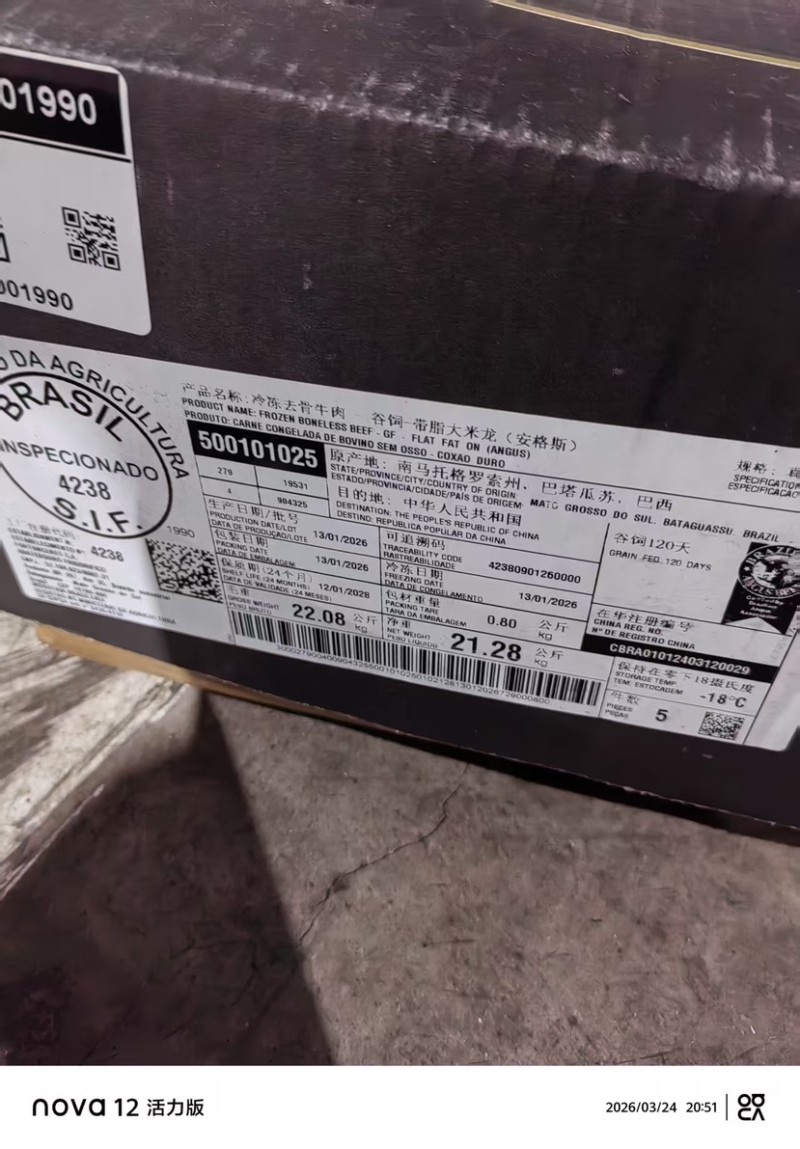 01990
001990
DA AGRICULTURA
BRASIL
INSPECIONADO
4238
S.I.F.
产品名称：冷冻去骨牛肉 - 谷饲-带脂大米龙（安格斯）
PRODUCT NAME: FROZEN BONELESS BEEF - GF - FLAT FAT ON (ANGUS)
PRODUTO: CARNE CONGELADA DE BOVINO SEM OSSO - COXAO DURO
规格：
SPECIFICATION
ESPECIFICACAO
500101025
279 19531
4 904325
原产地：南马托格罗索州，巴塔瓜苏，巴西
STATE/PROVINCE/CITY/COUNTRY OF ORIGIN
ESTADO/PROVINCIA/CIDADE/PAÍS DE ORIGEM: MATO GROSSO DO SUL, BATAGUASSU, BRAZIL
目的地：中华人民共和国
DESTINATION: THE PEOPLE'S REPUBLIC OF CHINA
DESTINO: REPUBLICA POPULAR DA CHINA
1990
4238
生产日期/批号
PRODUCTION DATE/LOT
DATA DE PRODUÇAO/LOTE
13/01/2026
包装日期
PACKING DATE
DATA DE EMBALAGEM
13/01/2026
保质期(24个月)
SHELF LIFE (24 MONTHS)
DATA DE VALIDADE (24 MESES)
12/01/2028
毛重
GROSS WEIGHT
PESO BRUTO
22.08 公斤
KG
可追溯码
TRACEABILITY CODE
RASTREABILIDADE
42380901260000
冷冻日期
FREEZING DATE
DATA DE CONGELAMENTO
13/01/2026
包材重量
PACKING TARE
TARA DA EMBALAGEM
0.80 公斤
KG
净重
NET WEIGHT
PESO LIQUIDO
21.28 公斤
KG
谷饲120天
GRAIN FED 120 DAYS
在华注册编号
CHINA REG. NO.
Nº DE REGISTRO CHINA
CBRA01012403120029
保持在零下18摄氏度
STORAGE TEMP.
TEM. ESTOCAGEM
-18°C
件数
PIECES
PEÇAS
5
nova 12 活力版
2026/03/24 20:51